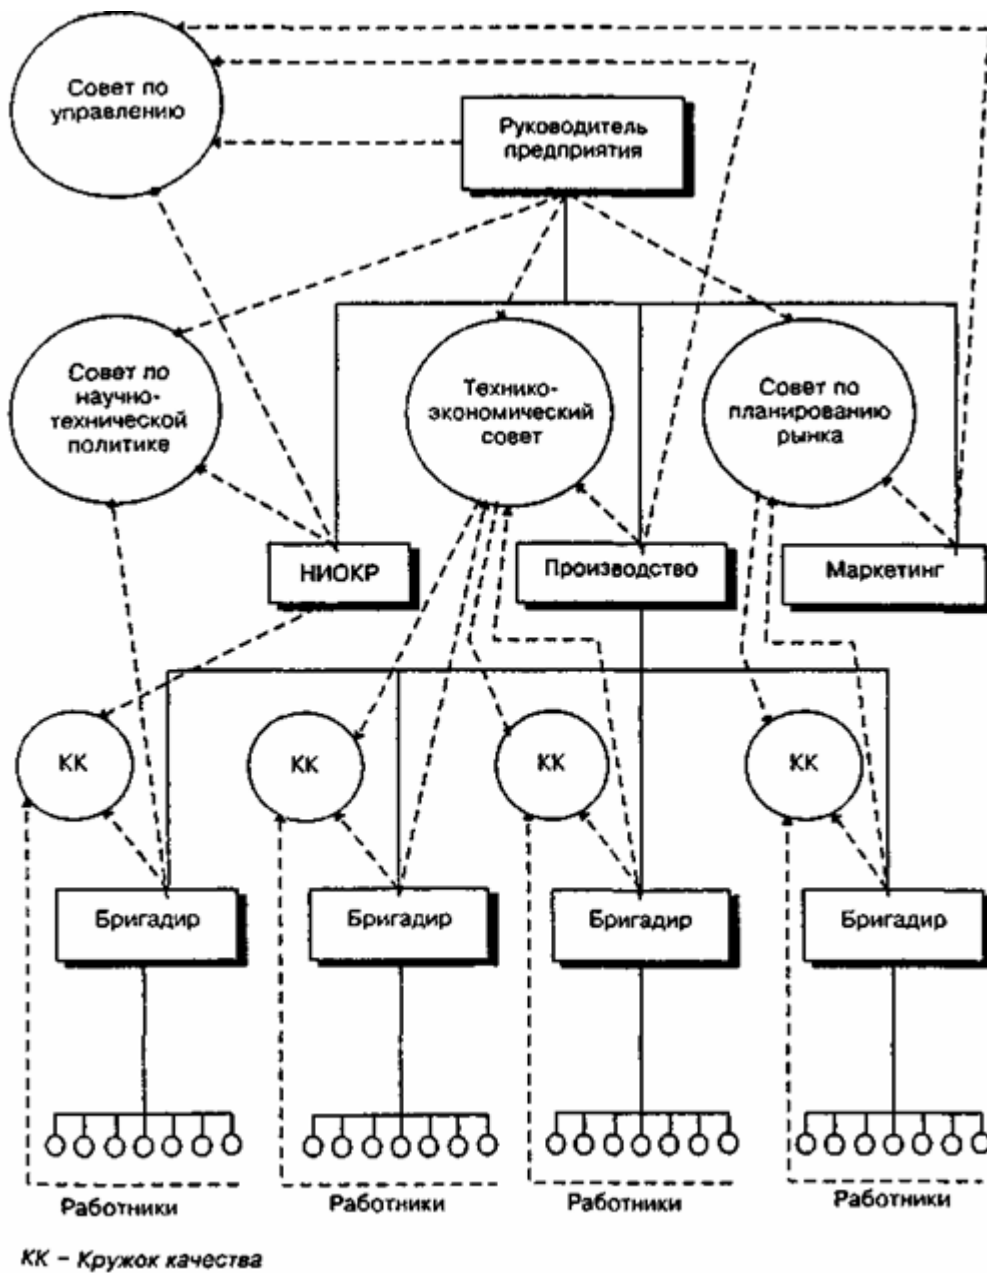 Совет по
управлению
Руководитель
предприятия
Совет по
научно-
технической
политике
Технико-
экономический
совет
Совет по
планированию
рынка
НИОКР
Производство
Маркетинг
КК
КК
КК
КК
Бригадир
Бригадир
Бригадир
Бригадир
Работники
Работники
Работники
Работники
КК – Кружок качества